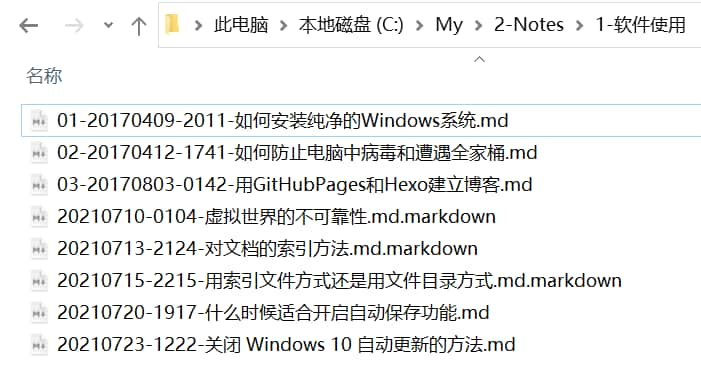 此电脑 > 本地磁盘 (C:) > My > 2-Notes > 1-软件使用
名称
01-20170409-2011-如何安装纯净的Windows系统.md
02-20170412-1741-如何防止电脑中病毒和遭遇全家桶.md
03-20170803-0142-用GitHubPages和Hexo建立博客.md
20210710-0104-虚拟世界的不可靠性.md.markdown
20210713-2124-对文档的索引方法.md.markdown
20210715-2215-用索引文件方式还是用文件目录方式.md.markdown
20210720-1917-什么时候适合开启自动保存功能.md
20210723-1222-关闭 Windows 10 自动更新的方法.md